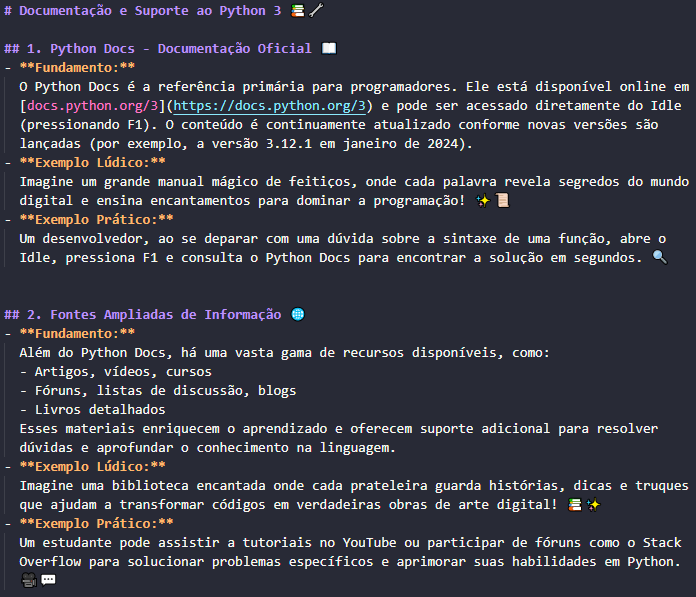 # Documentação e Suporte ao Python 3 📚🔧
## 1. Python Docs - Documentação Oficial 📖
- **Fundamento:**
O Python Docs é a referência primária para programadores. Ele está disponível online em
[docs.python.org/3](https://docs.python.org/3) e pode ser acessado diretamente do Idle
(pressionando F1). O conteúdo é continuamente atualizado conforme novas versões são
lançadas (por exemplo, a versão 3.12.1 em janeiro de 2024).
- **Exemplo Lúdico:**
Imagine um grande manual mágico de feitiços, onde cada palavra revela segredos do mundo
digital e ensina encantamentos para dominar a programação! ✨📜
- **Exemplo Prático:**
Um desenvolvedor, ao se deparar com uma dúvida sobre a sintaxe de uma função, abre o
Idle, pressiona F1 e consulta o Python Docs para encontrar a solução em segundos. 🔍
## 2. Fontes Ampliadas de Informação 🌐
- **Fundamento:**
Além do Python Docs, há uma vasta gama de recursos disponíveis, como:
- Artigos, vídeos, cursos
- Fóruns, listas de discussão, blogs
- Livros detalhados
Esses materiais enriquecem o aprendizado e oferecem suporte adicional para resolver
dúvidas e aprofundar o conhecimento na linguagem.
- **Exemplo Lúdico:**
Imagine uma biblioteca encantada onde cada prateleira guarda histórias, dicas e truques
que ajudam a transformar códigos em verdadeiras obras de arte digital! 📚✨
- **Exemplo Prático:**
Um estudante pode assistir a tutoriais no YouTube ou participar de fóruns como o Stack
Overflow para solucionar problemas específicos e aprimorar suas habilidades em Python.
🎥💬